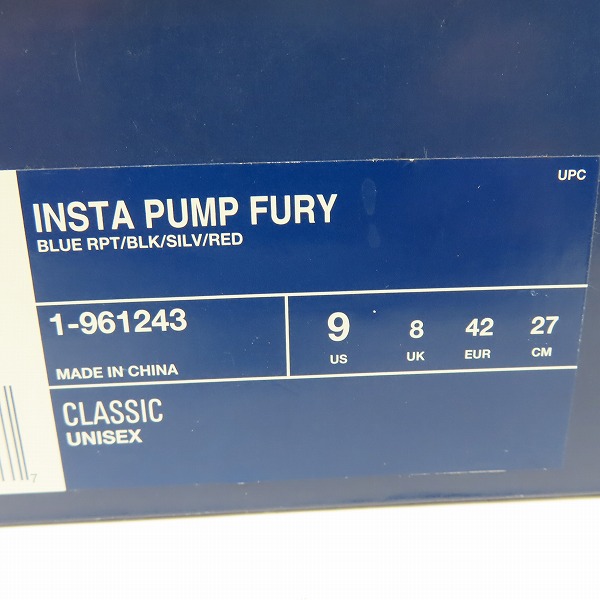 UPC
INSTA PUMP FURY
BLUE RPT/BLK/SILV/RED
1-961243
9 8 42 27
US UK EUR CM
MADE IN CHINA
CLASSIC
UNISEX
7